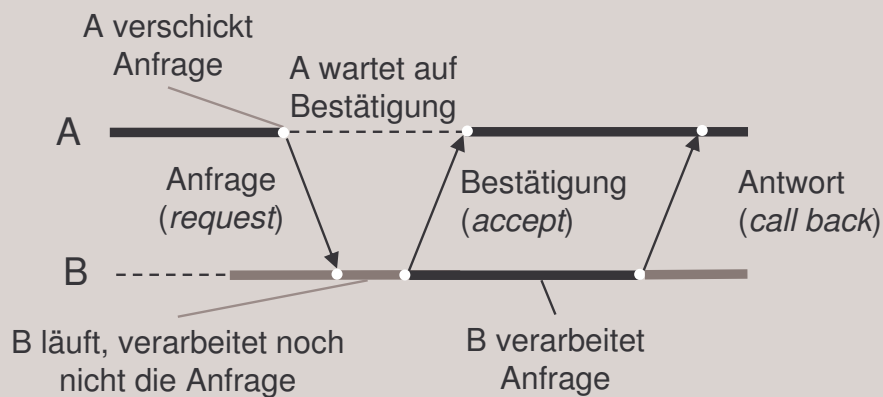 A verschickt
Anfrage
A wartet auf
Bestätigung
A
Anfrage
(request)
Bestätigung
(accept)
Antwort
(call back)
B
B läuft, verarbeitet noch
nicht die Anfrage
B verarbeitet
Anfrage